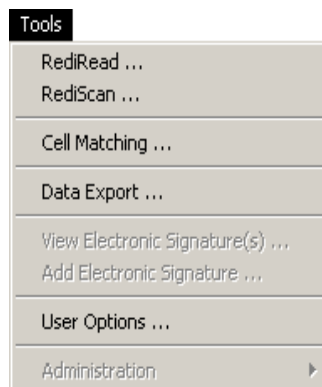 Tools
RediRead ...
RediScan ...
Cell Matching ...
Data Export ...
View Electronic Signature(s) ...
Add Electronic Signature ...
User Options ...
Administration